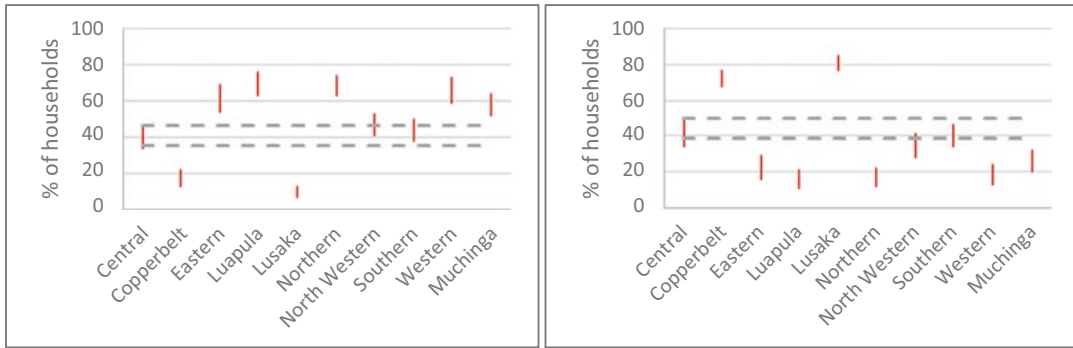 % of households
100
80
60
40
20
0
Central
Copperbelt
Eastern
Luapula
Lusaka
Northern
North Western
Southern
Western
Muchinga
% of households
100
80
60
40
20
0
Central
Copperbelt
Eastern
Luapula
Lusaka
Northern
North Western
Southern
Western
Muchinga